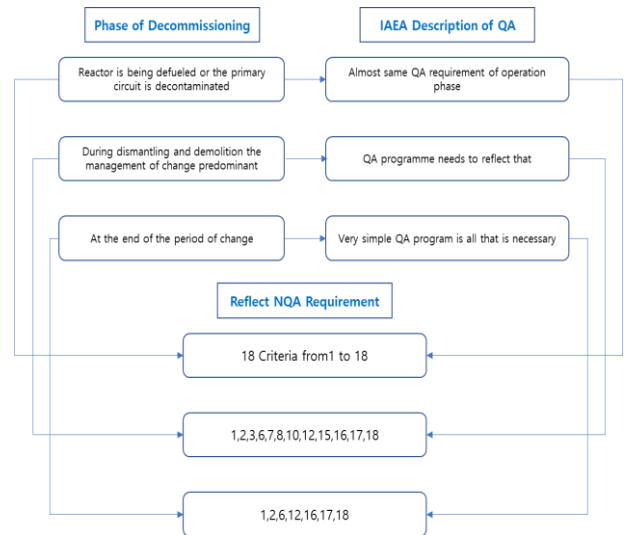 Phase of Decommissioning
IAEA Description of QA
Reactor is being defueled or the primary
circuit is decontaminated
Almost same QA requirement of operation
phase
During dismantling and demolition the
management of change predominant
QA programme needs to reflect that
At the end of the period of change
Very simple QA program is all that is necessary
Reflect NQA Requirement
18 Criteria from1 to 18
1,2,3,6,7,8,10,12,15,16,17,18
1,2,6,12,16,17,18